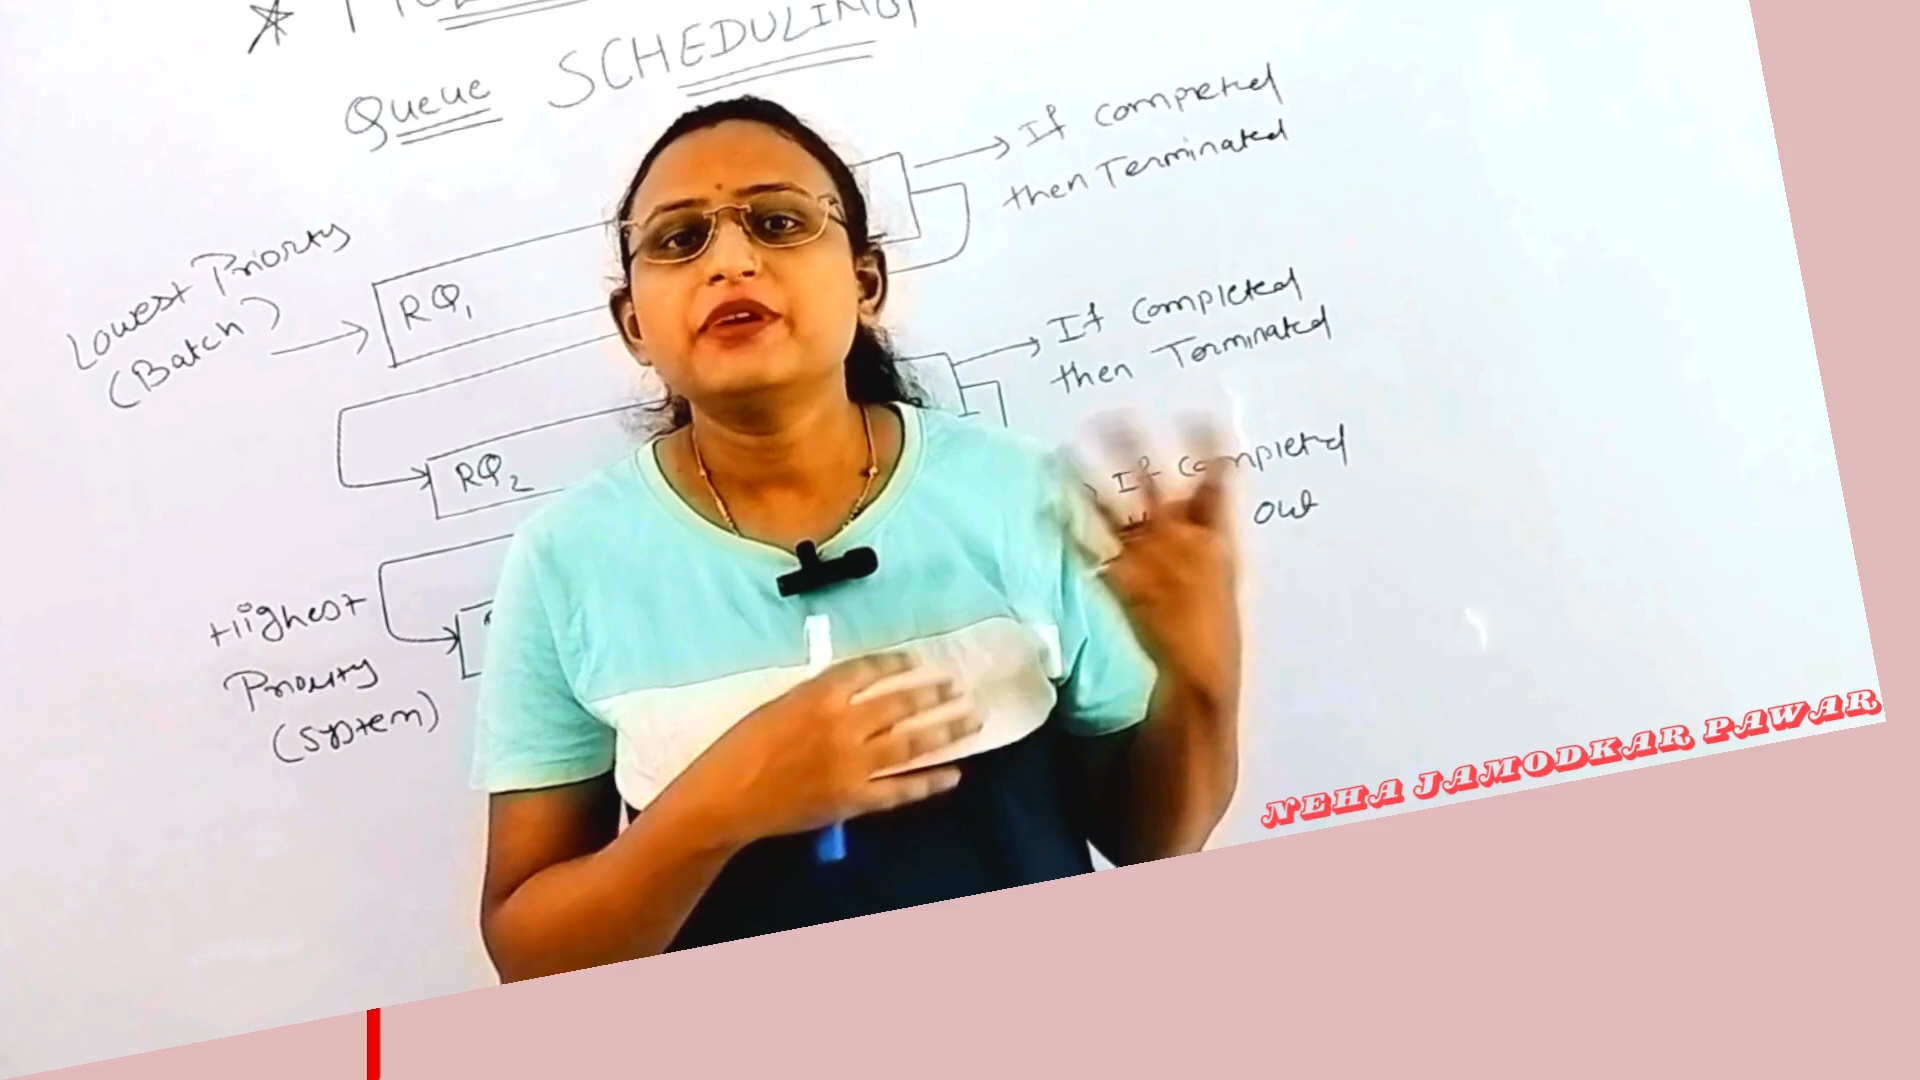 Queue SCHEDULING
If completed
then Terminated
Lowest Priority
(Batch)
RQ1
If completed
then Terminated
RQ2
If completed
out
Highest
Priority
(system)
NEHA JAMODKAR PAWAR